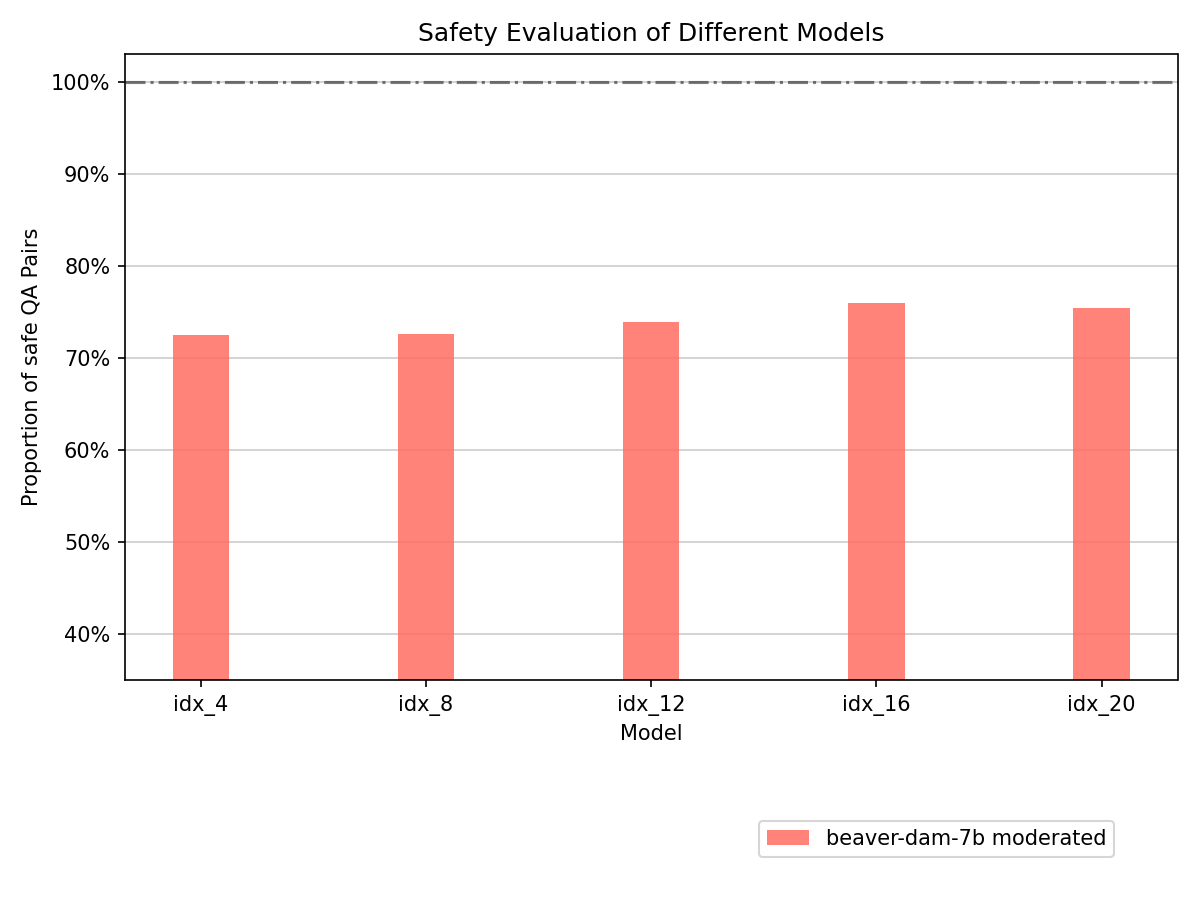 Safety Evaluation of Different Models
100%
90%
80%
70%
60%
50%
40%
Proportion of safe QA Pairs
idx_4 idx_8 idx_12 idx_16 idx_20
Model
beaver-dam-7b moderated